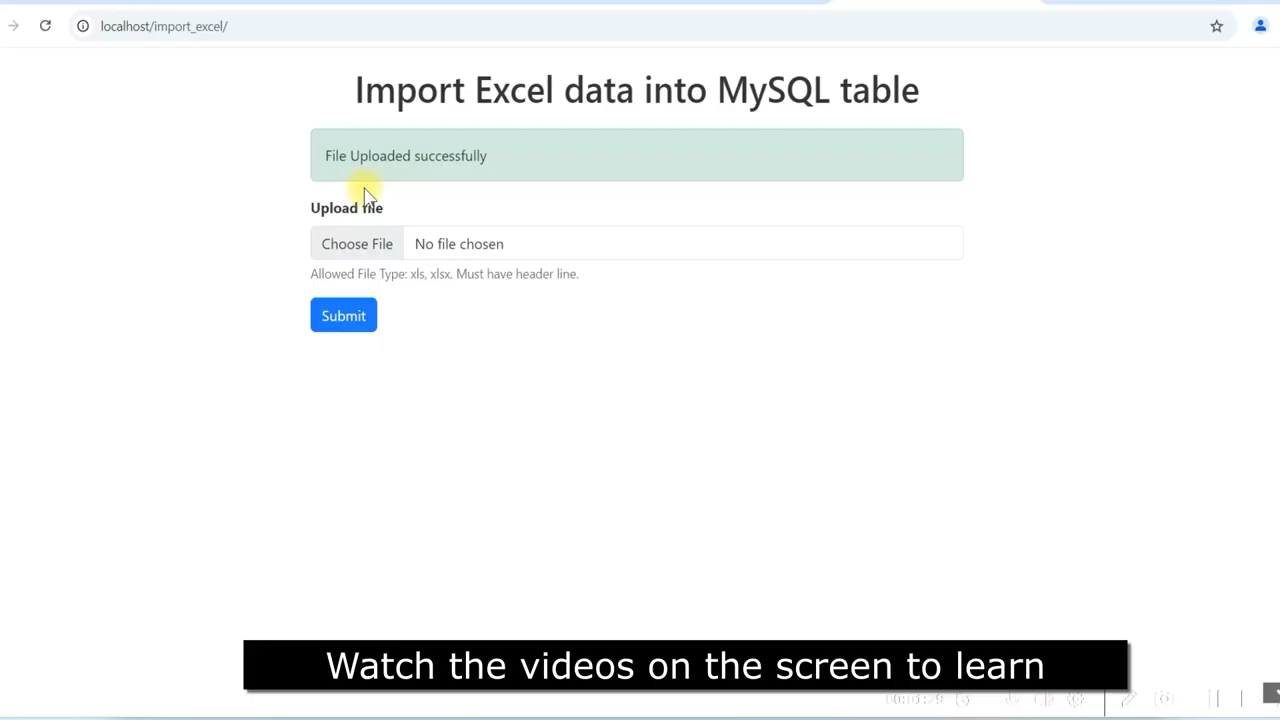 localhost/import_excel/
Import Excel data into MySQL table
File Uploaded successfully
Upload file
Choose File No file chosen
Allowed File Type: xls, xlsx. Must have header line.
Submit
Watch the videos on the screen to learn